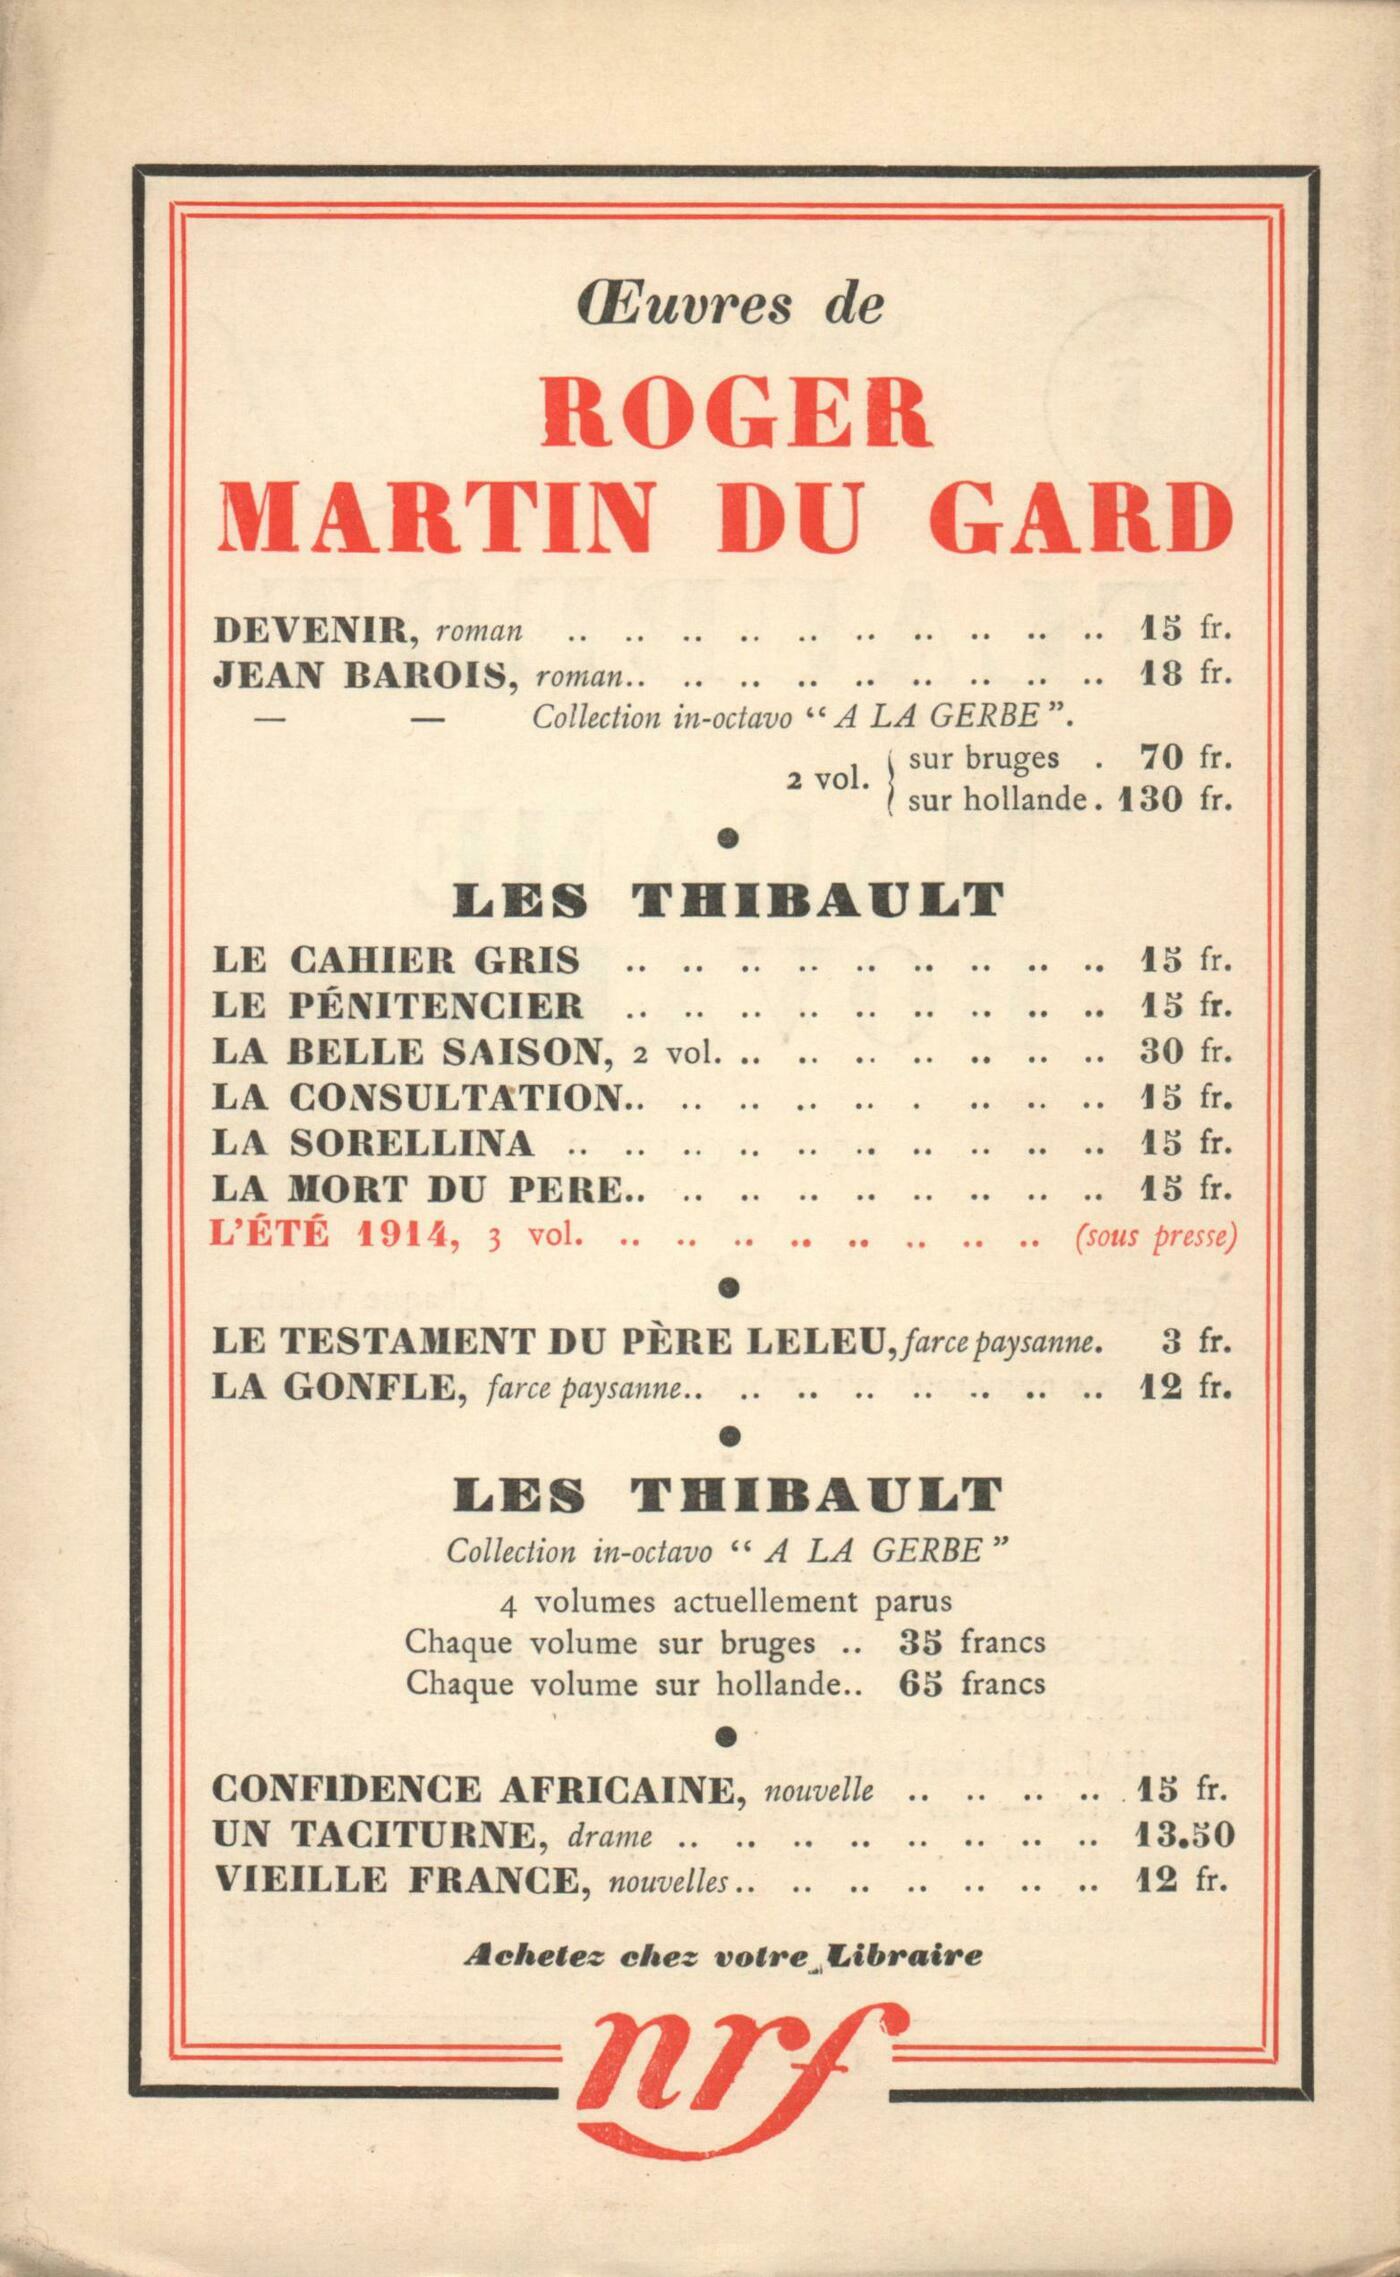 Œuvres de
ROGER
MARTIN DU GARD
DEVENIR, roman .. .. .. .. .. .. .. .. .. .. 15 fr.
JEAN BAROIS, roman.. .. .. .. .. .. .. .. .. 18 fr.
— — Collection in-octavo “ A LA GERBE ”.
2 vol. { sur bruges . 70 fr.
sur hollande . 130 fr.
●
LES THIBAULT
LE CAHIER GRIS .. .. .. .. .. .. .. .. .. 15 fr.
LE PÉNITENCIER .. .. .. .. .. .. .. .. .. 15 fr.
LA BELLE SAISON, 2 vol. .. .. .. .. .. .. .. 30 fr.
LA CONSULTATION.. .. .. .. .. . .. .. .. 15 fr.
LA SORELLINA .. .. .. .. .. .. .. .. .. .. 15 fr.
LA MORT DU PERE.. .. .. .. .. .. .. .. .. 15 fr.
L’ÉTÉ 1914, 3 vol. .. .. .. .. .. .. .. .. (sous presse)
●
LE TESTAMENT DU PÈRE LELEU, farce paysanne. 3 fr.
LA GONFLE, farce paysanne.. .. .. .. .. .. .. .. 12 fr.
●
LES THIBAULT
Collection in-octavo “ A LA GERBE ”
4 volumes actuellement parus
Chaque volume sur bruges .. 35 francs
Chaque volume sur hollande.. 65 francs
●
CONFIDENCE AFRICAINE, nouvelle .. .. .. .. 15 fr.
UN TACITURNE, drame .. .. .. .. .. .. .. .. 13.50
VIEILLE FRANCE, nouvelles .. .. .. .. .. .. .. 12 fr.
Achetez chez votre Libraire
nrf